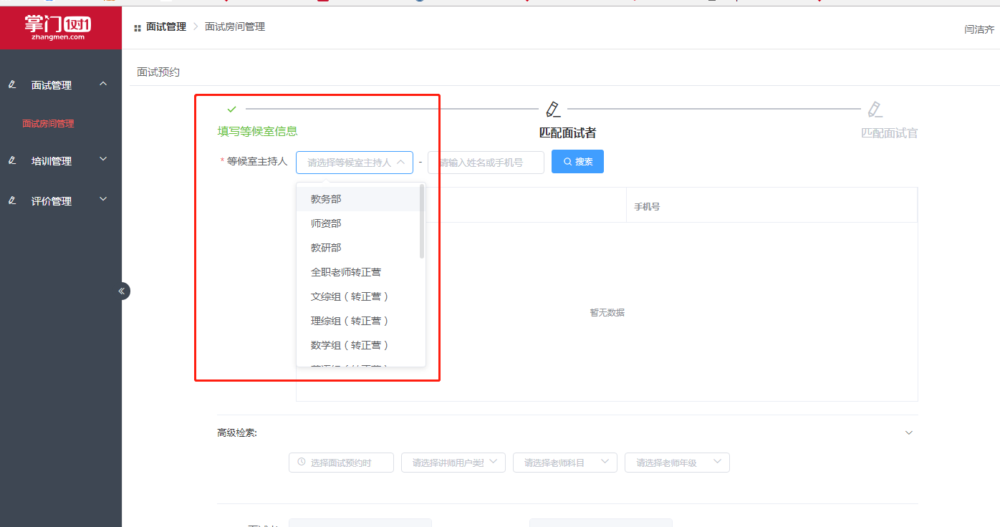 掌门1对1
zhangmen.com
面试管理 > 面试房间管理
闫洁齐
面试管理
面试房间管理
培训管理
评价管理
面试预约
填写等候室信息
匹配面试者
匹配面试官
* 等候室主持人
请选择等候室主持人
-
请输入姓名或手机号
搜索
教务部
师资部
教研部
全职老师转正营
文综组（转正营）
理综组（转正营）
数学组（转正营）
手机号
暂无数据
高级检索:
选择面试预约时
请选择讲师用户类
请选择老师科目
请选择老师年级